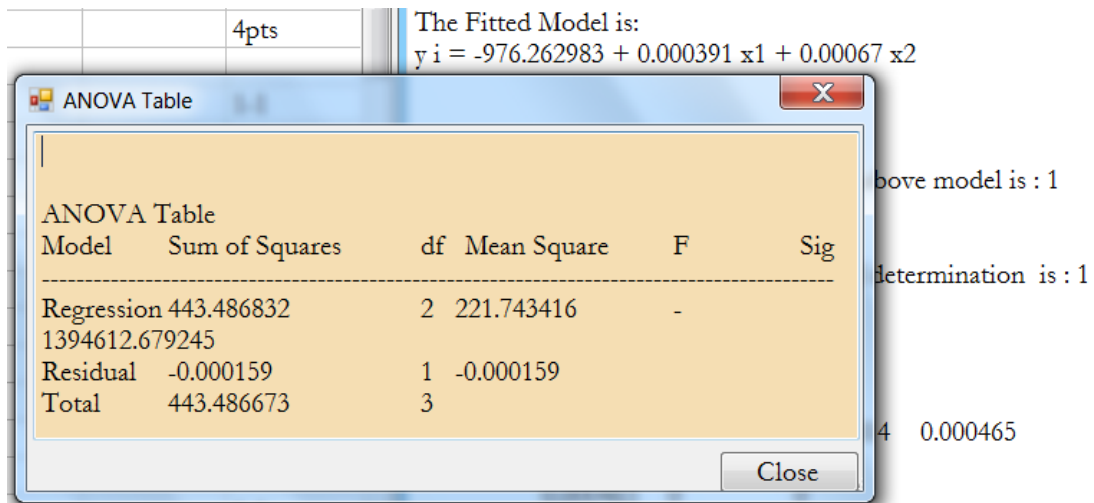 4pts
The Fitted Model is:
y i = -976.262983 + 0.000391 x1 + 0.00067 x2
ANOVA Table
bove model is : 1
determination is : 1
4 0.000465
ANOVA Table
Model Sum of Squares df Mean Square F Sig
--------------------------------------------------------------------------------
Regression 443.486832 2 221.743416 -
1394612.679245
Residual -0.000159 1 -0.000159
Total 443.486673 3
Close